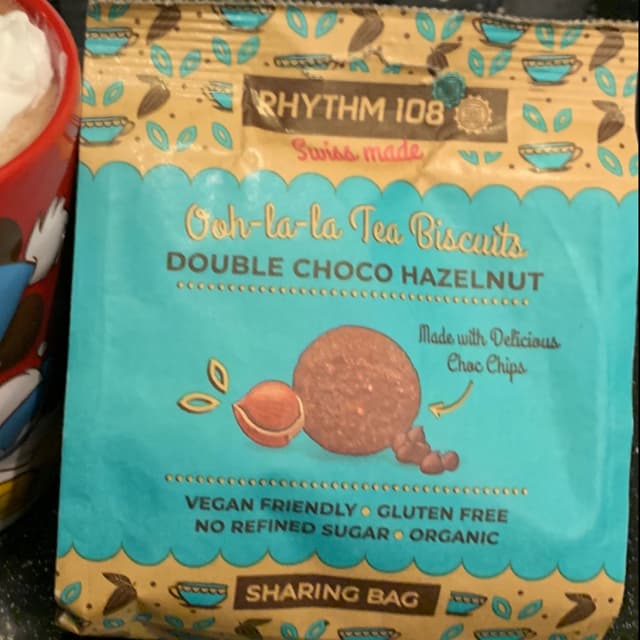 RHYTHM 108
Swiss made
Ooh-la-la Tea Biscuits
DOUBLE CHOCO HAZELNUT
Made with Delicious
Choc Chips
VEGAN FRIENDLY • GLUTEN FREE
NO REFINED SUGAR • ORGANIC
SHARING BAG